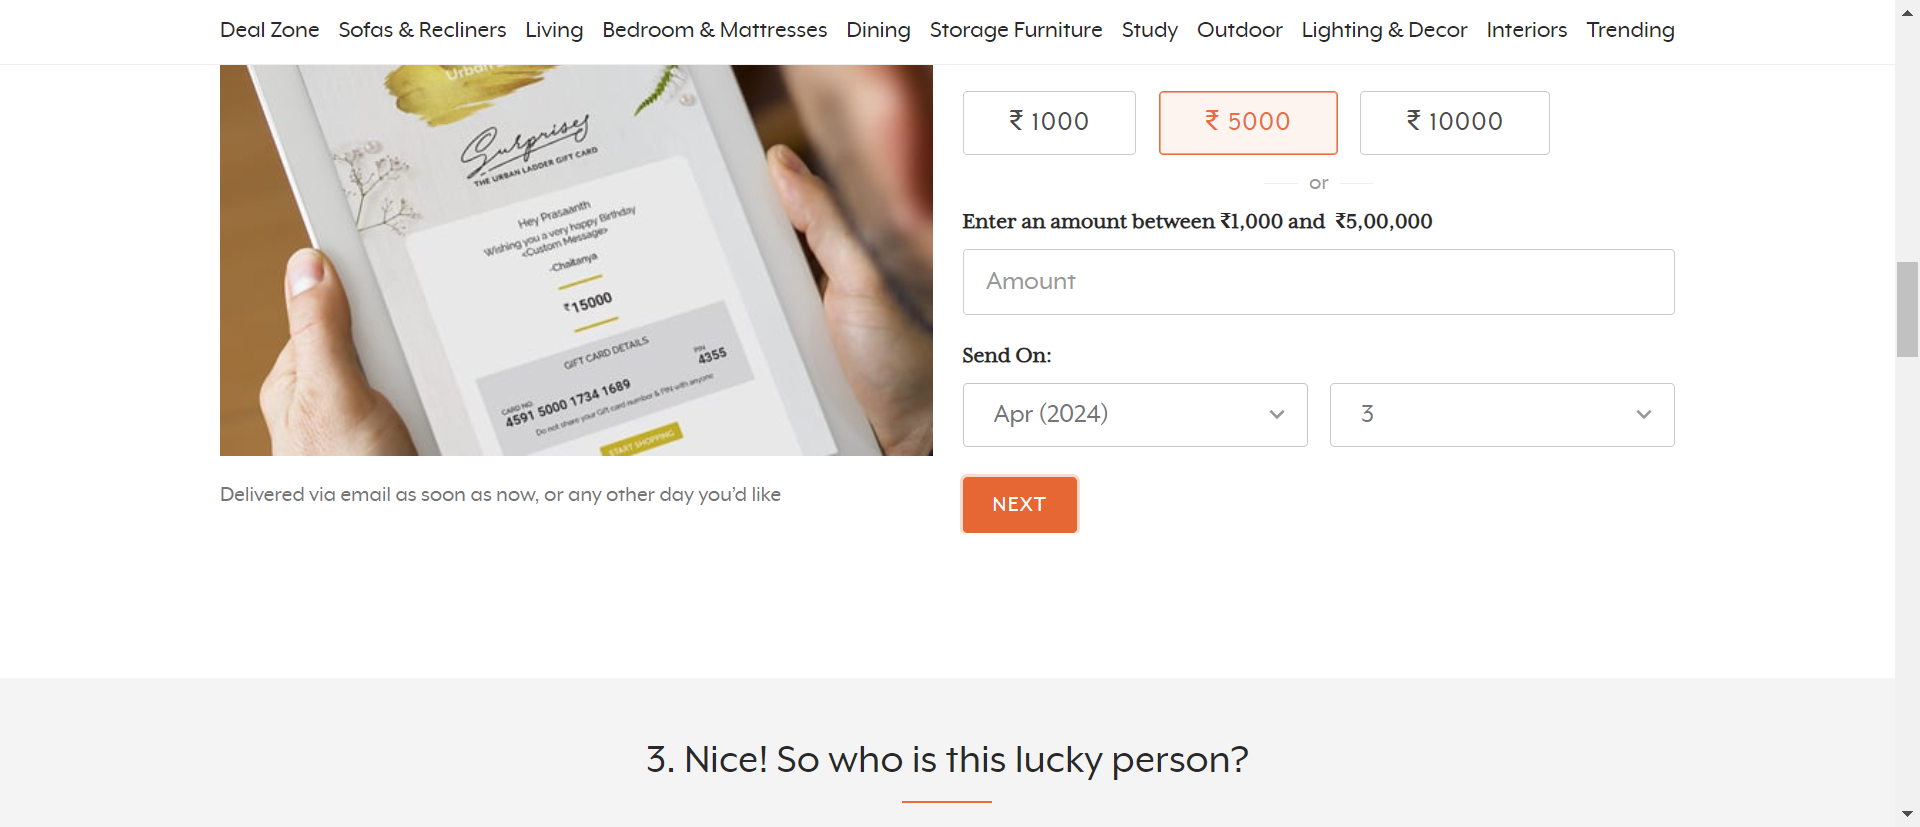 Deal Zone Sofas & Recliners Living Bedroom & Mattresses Dining Storage Furniture Study Outdoor Lighting & Decor Interiors Trending
Urban
Surprises
THE URBAN LADDER GIFT CARD
Hey Prasaanth
Wishing you a very happy Birthday
<Custom Message>
-Chaitanya
₹15000
GIFT CARD DETAILS
CARD NO.
4591 5000 1734 1689
PIN
4355
Do not share your Gift card number & PIN with anyone
START SHOPPING
Delivered via email as soon as now, or any other day you’d like
₹ 1000 ₹ 5000 ₹ 10000
or
Enter an amount between ₹1,000 and ₹5,00,000
Amount
Send On:
Apr (2024) 3
NEXT
3. Nice! So who is this lucky person?